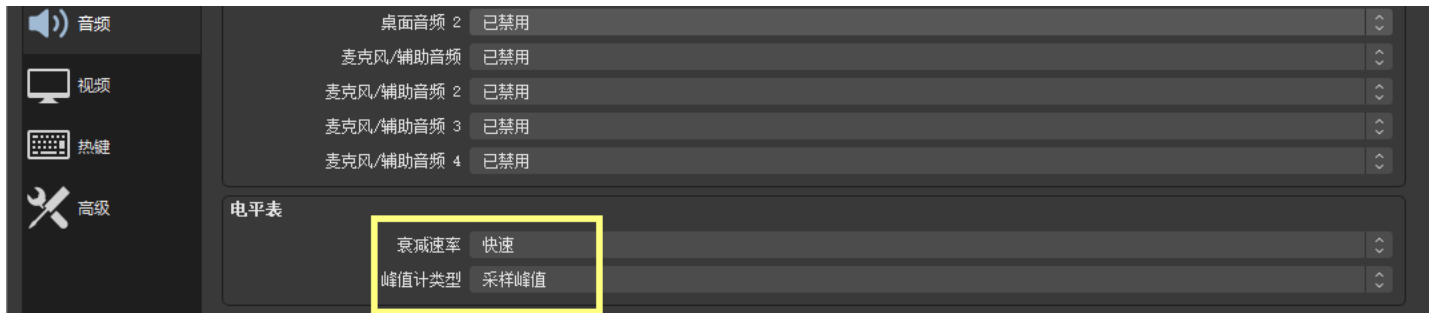 音频
桌面音频 2 已禁用
麦克风/辅助音频 已禁用
视频
麦克风/辅助音频 2 已禁用
麦克风/辅助音频 3 已禁用
热键
麦克风/辅助音频 4 已禁用
高级
电平表
衰减速率 快速
峰值计类型 采样峰值